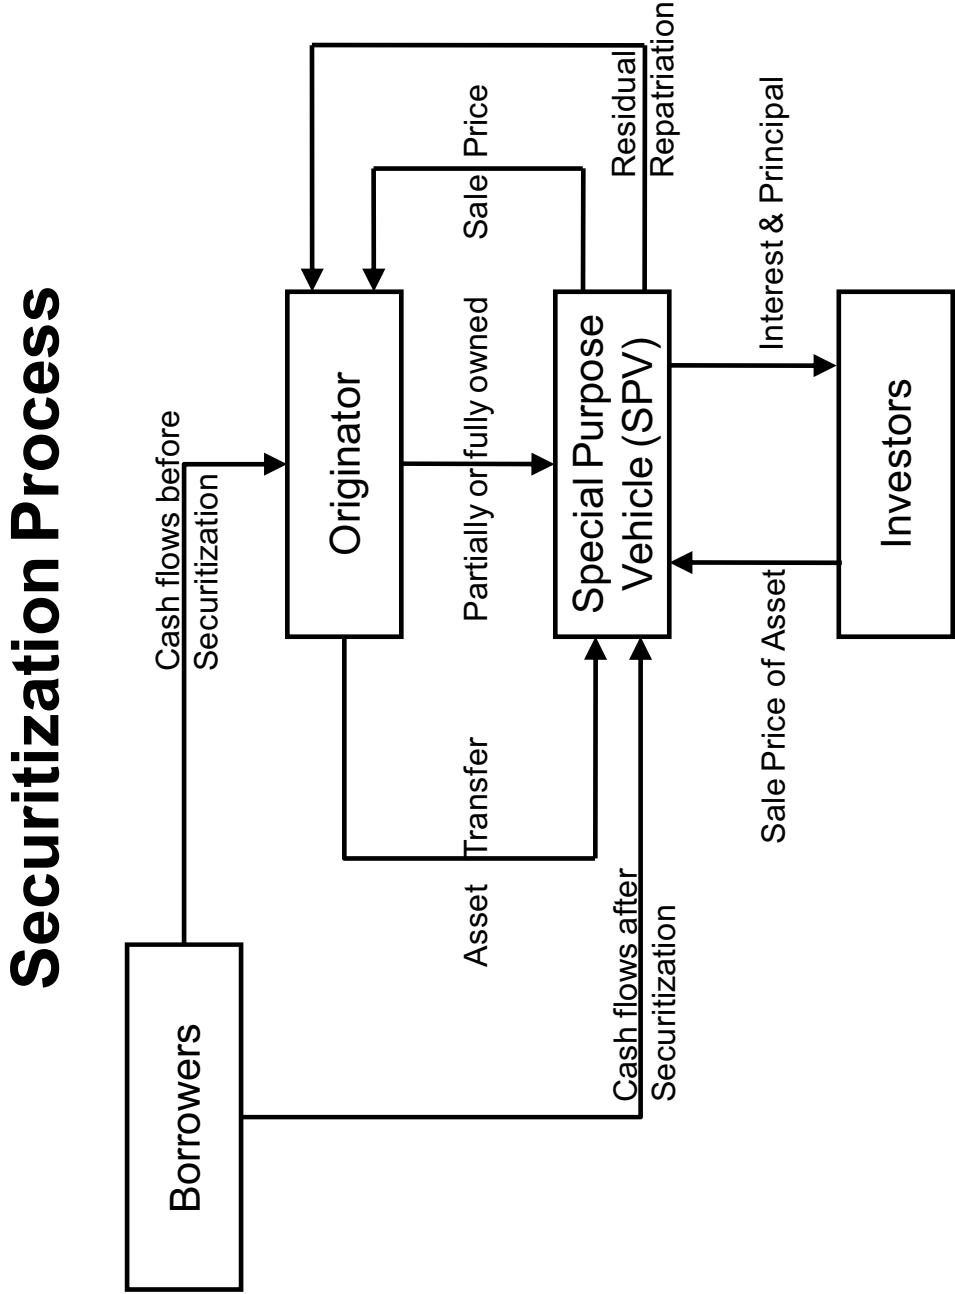 Securitization Process
Borrowers
Cash flows before
Securitization
Originator
Asset Transfer
Partially or fully owned
Sale Price
Cash flows after
Securitization
Special Purpose
Vehicle (SPV)
Residual
Repatriation
Sale Price of Asset
Interest & Principal
Investors